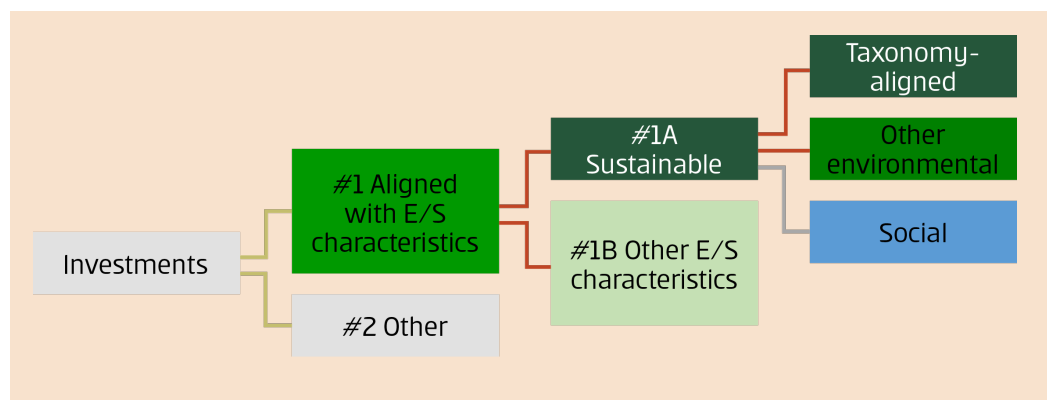 Taxonomy-
aligned
#1A
Sustainable
Other
environmental
#1 Aligned
with E/S
characteristics
Social
#1B Other E/S
characteristics
Investments
#2 Other